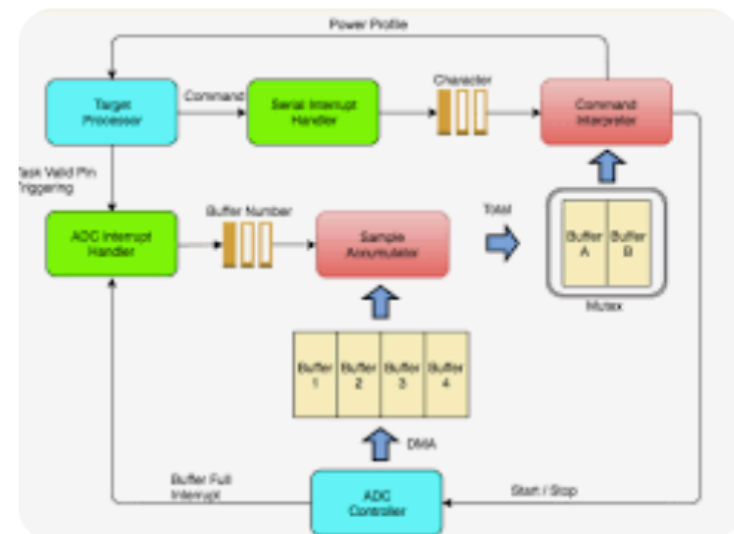 Power Profile
Target
Processor
Command
Serial Interrupt
Handler
Character
Command
Interpreter
Task Valid Pin
Triggering
ADC Interrupt
Handler
Buffer Number
Sample
Accumulator
Total
Buffer
A
Buffer
B
Mutex
Buffer
1
Buffer
2
Buffer
3
Buffer
4
DMA
Buffer Full
Interrupt
ADC
Controller
Start / Stop